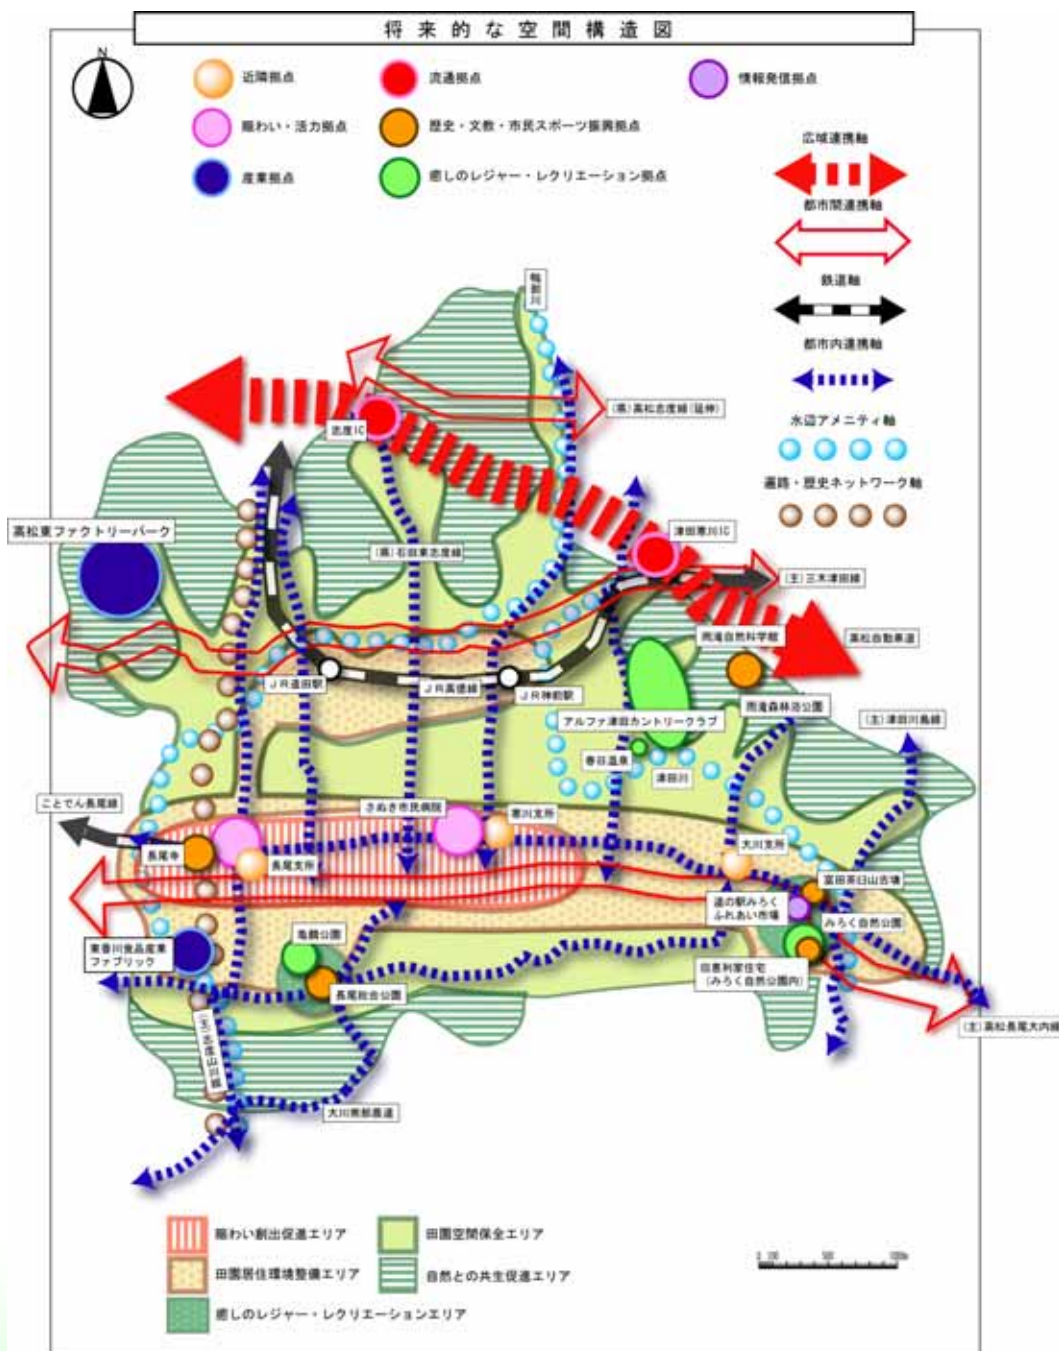 将来的な空間構造図
N
近隣拠点
流通拠点
情報発信拠点
賑わい・活力拠点
歴史・文教・市民スポーツ振興拠点
産業拠点
癒しのレジャー・レクリエーション拠点
広域連携軸
都市間連携軸
鉄道軸
都市内連携軸
水辺アメニティ軸
遍路・歴史ネットワーク軸
鴨部川
(県)高松志度線(延伸)
志度IC
高松東ファクトリーパーク
津田寒川IC
(県)石田東志度線
(主)三木津田線
雨滝自然科学館
高松自動車道
JR造田駅
JR高徳線
JR神前駅
雨滝森林浴公園
アルファ津田カントリークラブ
(主)津田川島線
春日温泉
津田川
ことでん長尾線
さぬき市民病院
寒川支所
長尾寺
長尾支所
大川支所
富田茶臼山古墳
道の駅みろく
ふれあい市場
みろく自然公園
東香川食品産業
ファブリック
亀鶴公園
旧恵利家住宅
(みろく自然公園内)
長尾総合公園
(主)高松長尾大内線
(主)志度山川線
大川南部農道
賑わい創出促進エリア
田園空間保全エリア
田園居住環境整備エリア
自然との共生促進エリア
癒しのレジャー・レクリエーションエリア